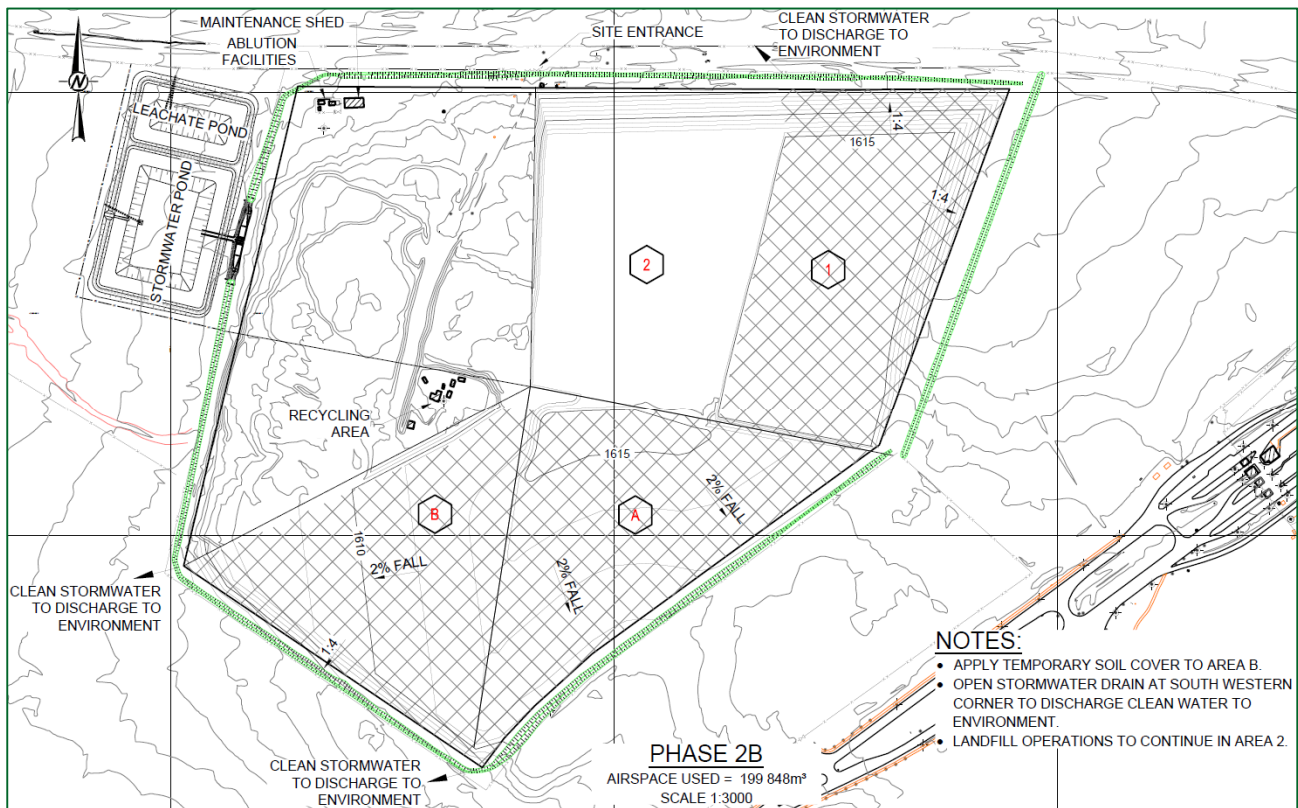 MAINTENANCE SHED
ABLUTION
FACILITIES
SITE ENTRANCE
CLEAN STORMWATER
TO DISCHARGE TO
ENVIRONMENT
N
LEACHATE POND
STORMWATER POND
1:4
1615
1:4
2
1
RECYCLING
AREA
1615
2% FALL
B
A
1610
2% FALL
2% FALL
CLEAN STORMWATER
TO DISCHARGE TO
ENVIRONMENT
1:4
NOTES:
• APPLY TEMPORARY SOIL COVER TO AREA B.
• OPEN STORMWATER DRAIN AT SOUTH WESTERN
CORNER TO DISCHARGE CLEAN WATER TO
ENVIRONMENT.
• LANDFILL OPERATIONS TO CONTINUE IN AREA 2.
CLEAN STORMWATER
TO DISCHARGE TO
ENVIRONMENT
PHASE 2B
AIRSPACE USED = 199 848m³
SCALE 1:3000